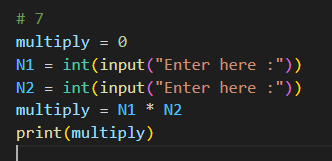 # 7
multiply = 0
N1 = int(input("Enter here :"))
N2 = int(input("Enter here :"))
multiply = N1 * N2
print(multiply)